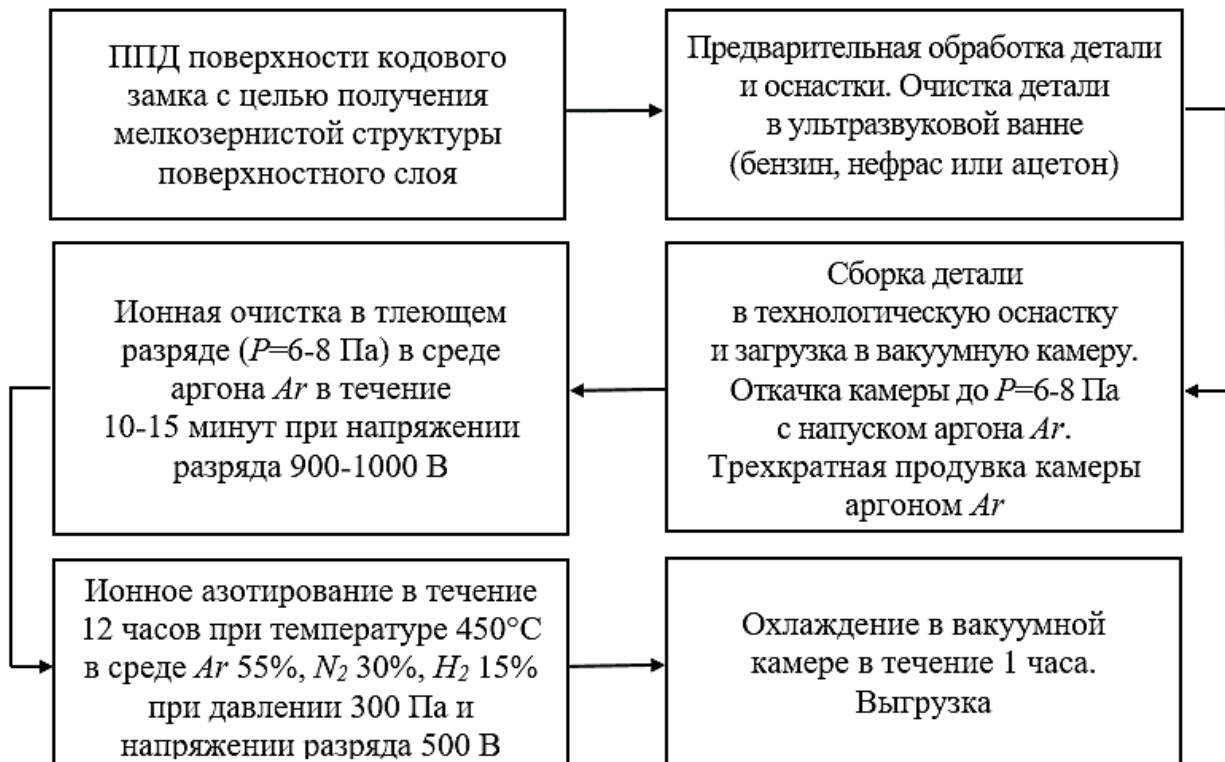 ППД поверхности кодового
замка с целью получения
мелкозернистой структуры
поверхностного слоя
Предварительная обработка детали
и оснастки. Очистка детали
в ультразвуковой ванне
(бензин, нефрас или ацетон)
Сборка детали
в технологическую оснастку
и загрузка в вакуумную камеру.
Откачка камеры до P=6-8 Па
с напуском аргона Ar.
Трехкратная продувка камеры
аргоном Ar
Ионная очистка в тлеющем
разряде (P=6-8 Па) в среде
аргона Ar в течение
10-15 минут при напряжении
разряда 900-1000 В
Ионное азотирование в течение
12 часов при температуре 450°С
в среде Ar 55%, N2 30%, H2 15%
при давлении 300 Па и
напряжении разряда 500 В
Охлаждение в вакуумной
камере в течение 1 часа.
Выгрузка